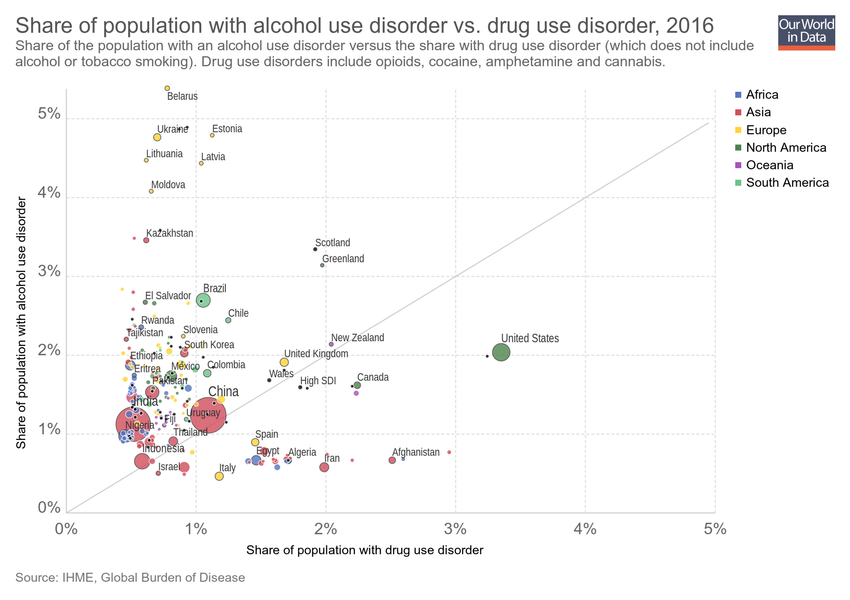 Share of population with alcohol use disorder vs. drug use disorder, 2016
Our World
in Data
Share of the population with an alcohol use disorder versus the share with drug use disorder (which does not include
alcohol or tobacco smoking). Drug use disorders include opioids, cocaine, amphetamine and cannabis.
Africa
Asia
Europe
North America
Oceania
South America
Share of population with alcohol use disorder
5%
4%
3%
2%
1%
0%
Belarus
Ukraine
Estonia
Lithuania
Latvia
Moldova
Kazakhstan
Scotland
Greenland
Brazil
El Salvador
Chile
Rwanda
Tajikistan
Slovenia
New Zealand
United States
South Korea
United Kingdom
Ethiopia
Eritrea
Mexico
Colombia
Pakistan
Wales
High SDI
Canada
China
India
Uruguay
Fiji
Nigeria
Thailand
Spain
Indonesia
Egypt
Algeria
Iran
Afghanistan
Israel
Italy
0%
1%
2%
3%
4%
5%
Share of population with drug use disorder
Source: IHME, Global Burden of Disease